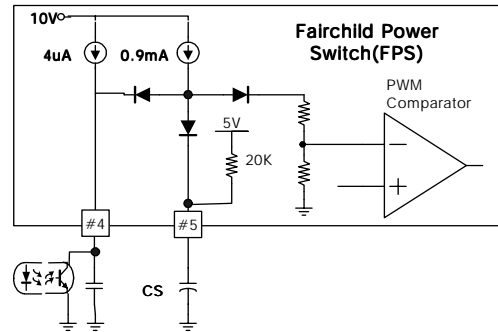 10V
Fairchild Power
Switch(FPS)
4uA
0.9mA
PWM
Comparator
5V
20K
−
+
#4
#5
CS